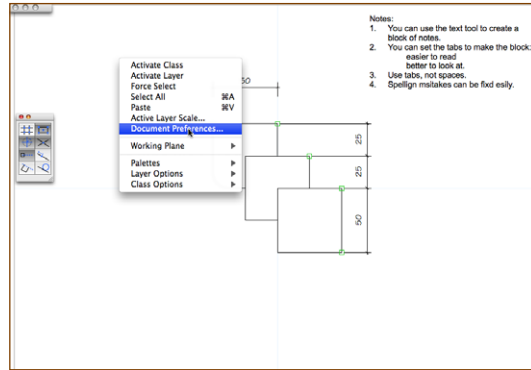 Notes:
1. You can use the text tool to create a
block of notes.
2. You can set the tabs to make the block:
easier to read
better to look at.
3. Use tabs, not spaces.
4. Spellign msitakes can be fixd esily.
Activate Class
Activate Layer
Force Select
Select All ⌘A
Paste ⌘V
Active Layer Scale...
Document Preferences...
Working Plane
Palettes
Layer Options
Class Options
25
25
50